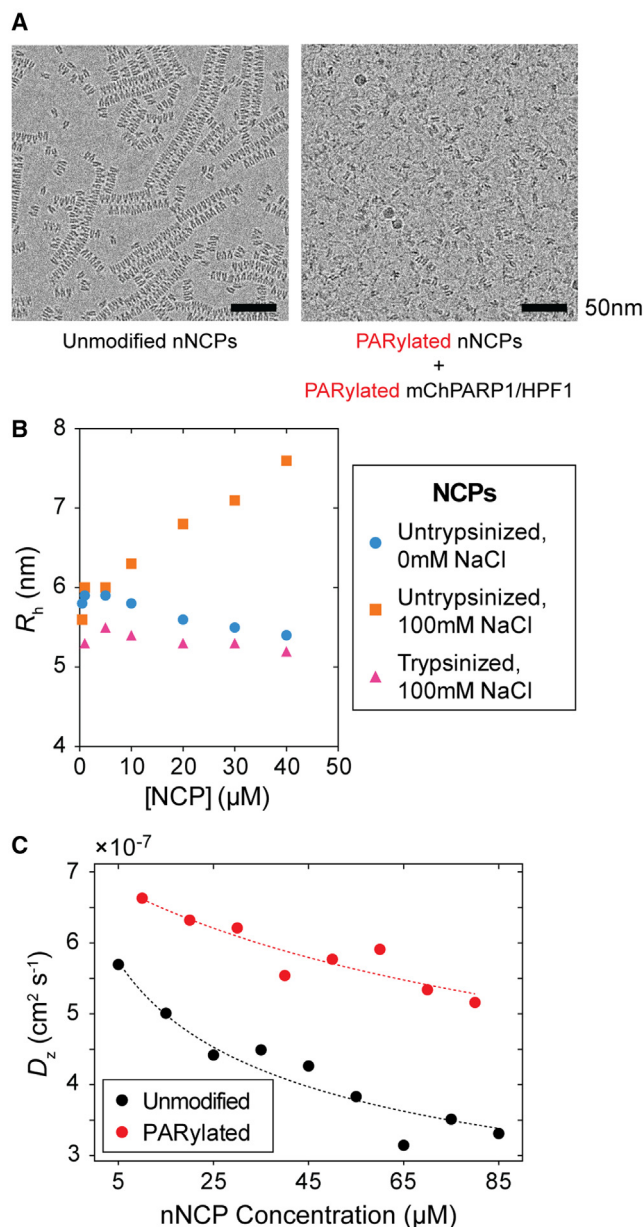 A
Unmodified nNCPs
PARylated nNCPs
+
PARylated mChPARP1/HPF1
50nm
B
8
7
6
5
4
R_h (nm)
0
10
20
30
40
50
[NCP] (µM)
NCPs
Untrypsinized,
0mM NaCl
Untrypsinized,
100mM NaCl
Trypsinized,
100mM NaCl
C
×10⁻⁷
7
6
5
4
3
D_z (cm² s⁻¹)
Unmodified
PARylated
5
25
45
65
85
nNCP Concentration (µM)